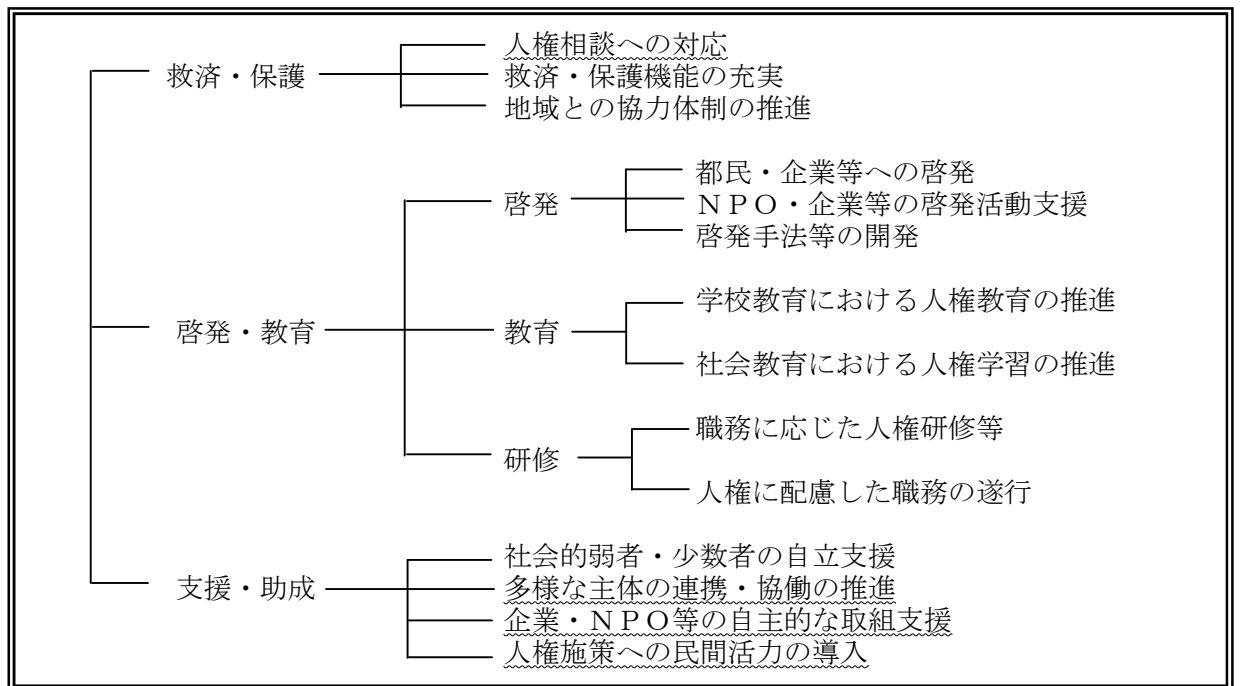 救済・保護
人権相談への対応
救済・保護機能の充実
地域との協力体制の推進
啓発・教育
啓発
都民・企業等への啓発
ＮＰＯ・企業等の啓発活動支援
啓発手法等の開発
教育
学校教育における人権教育の推進
社会教育における人権学習の推進
研修
職務に応じた人権研修等
人権に配慮した職務の遂行
支援・助成
社会的弱者・少数者の自立支援
多様な主体の連携・協働の推進
企業・ＮＰＯ等の自主的な取組支援
人権施策への民間活力の導入